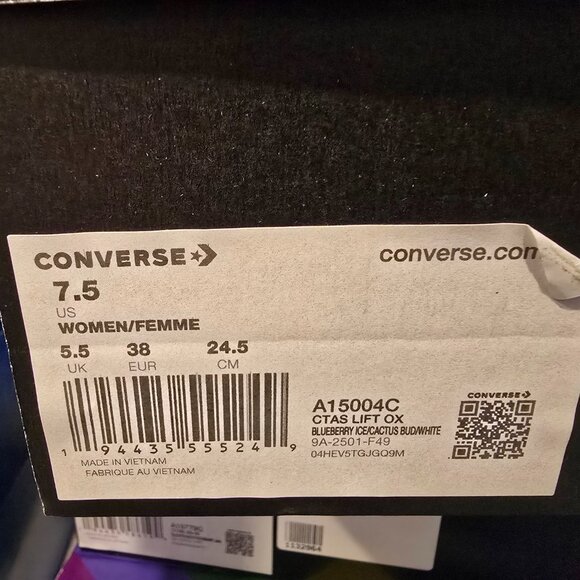 CONVERSE
converse.com
7.5
US
WOMEN/FEMME
5.5 38 24.5
UK EUR CM
1 94435 55524 9
MADE IN VIETNAM
FABRIQUE AU VIETNAM
A15004C
CTAS LIFT OX
BLUEBERRY ICE/CACTUS BUD/WHITE
9A-2501-F49
04HEV5TGJGQ9M
CONVERSE
1122964